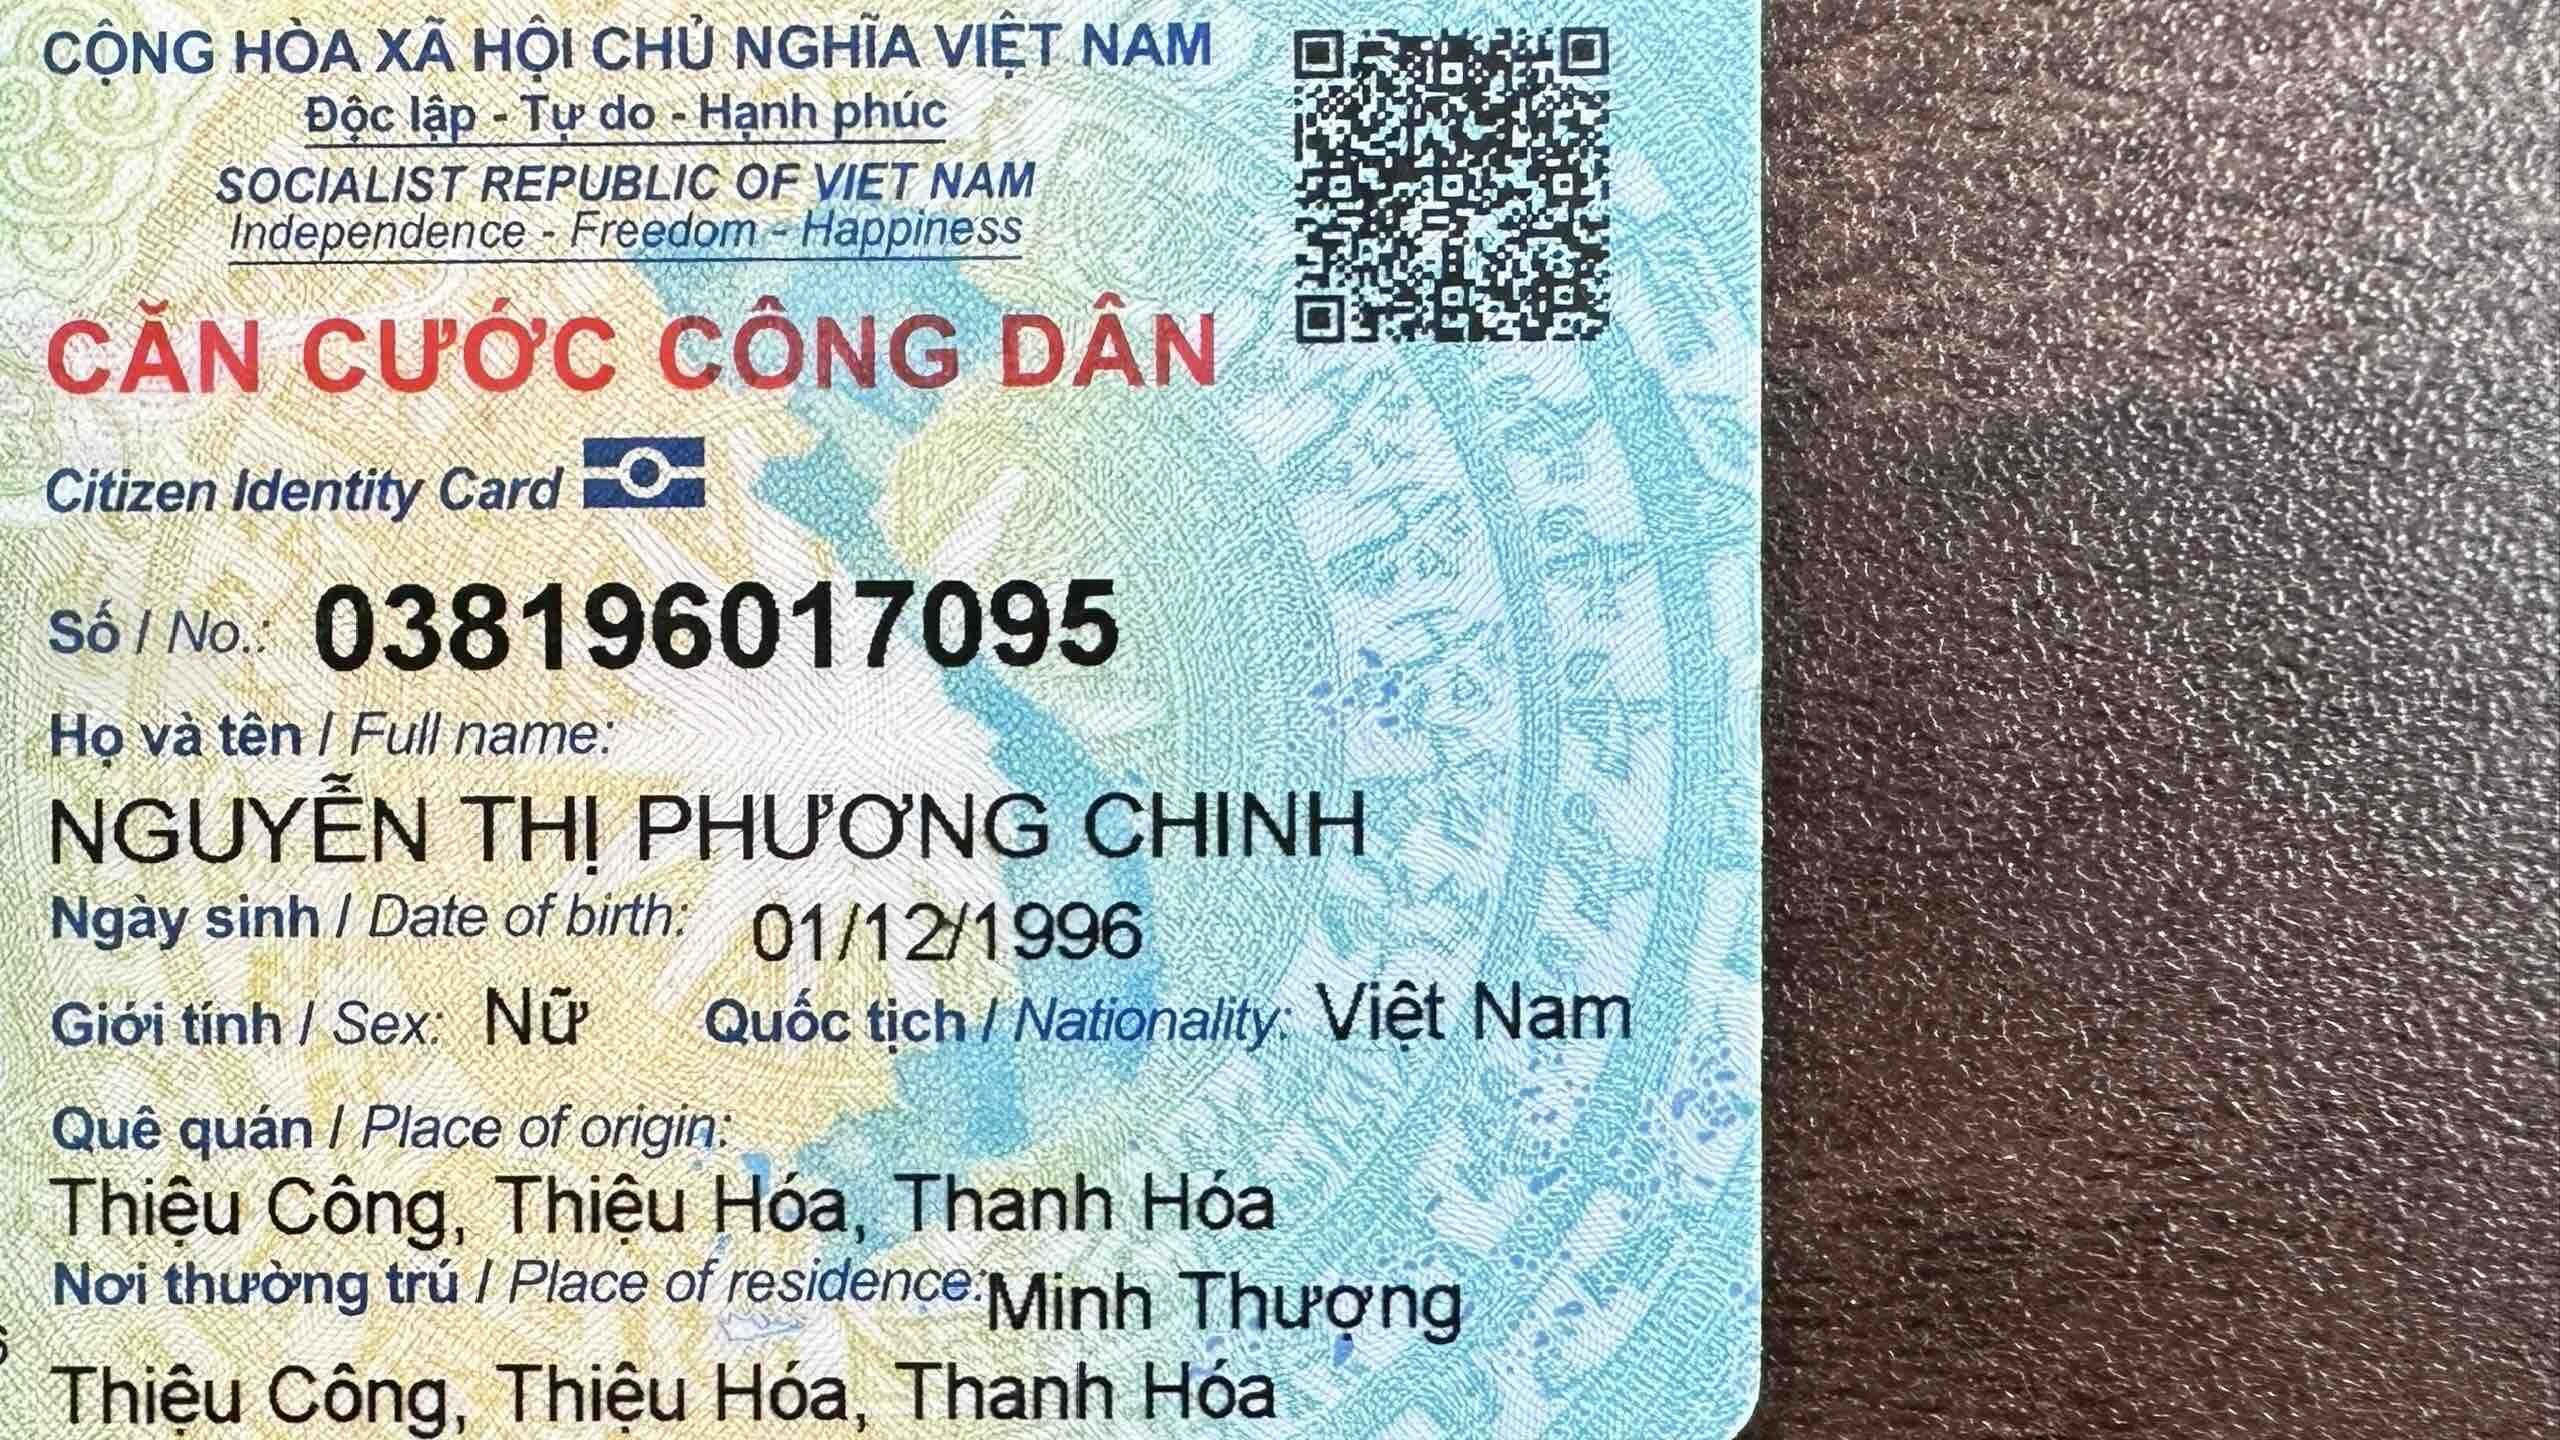 CỘNG HÒA XÃ HỘI CHỦ NGHĨA VIỆT NAM
Độc lập - Tự do - Hạnh phúc
SOCIALIST REPUBLIC OF VIET NAM
Independence - Freedom - Happiness
CĂN CƯỚC CÔNG DÂN
Citizen Identity Card
Số / No.: 038196017095
Họ và tên / Full name:
NGUYỄN THỊ PHƯƠNG CHINH
Ngày sinh / Date of birth: 01/12/1996
Giới tính / Sex: Nữ Quốc tịch / Nationality: Việt Nam
Quê quán / Place of origin:
Thiệu Công, Thiệu Hóa, Thanh Hóa
Nơi thường trú / Place of residence: Minh Thượng
Thiệu Công, Thiệu Hóa, Thanh Hóa